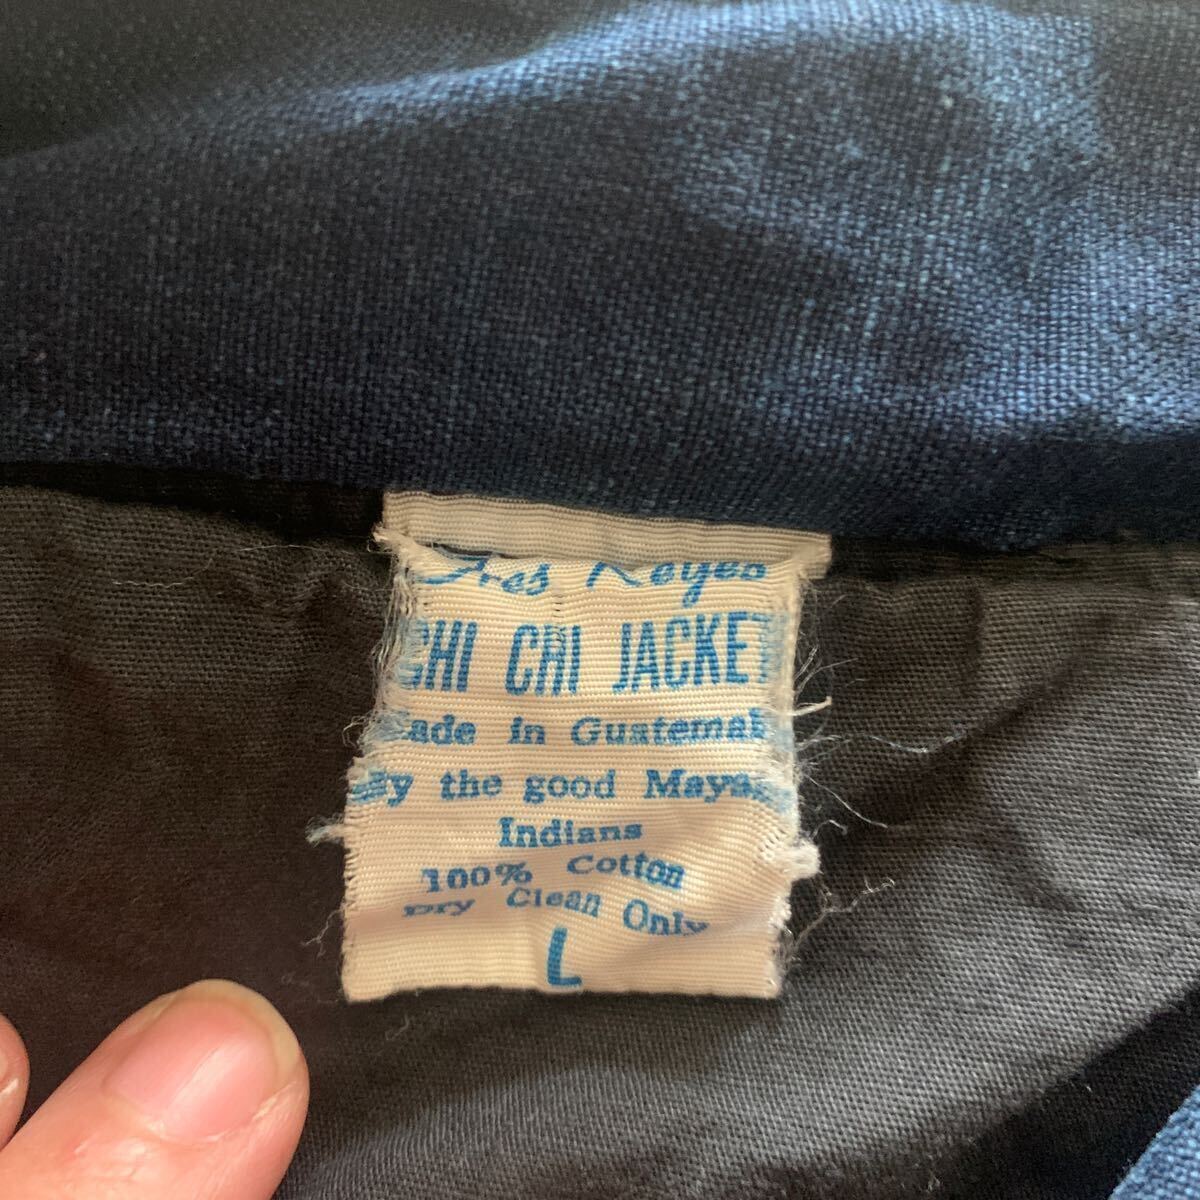 Tres Reyes
CHI CHI JACKET
Made in Guatemala
By the good Mayan
Indians
100% Cotton
Dry Clean Only
L